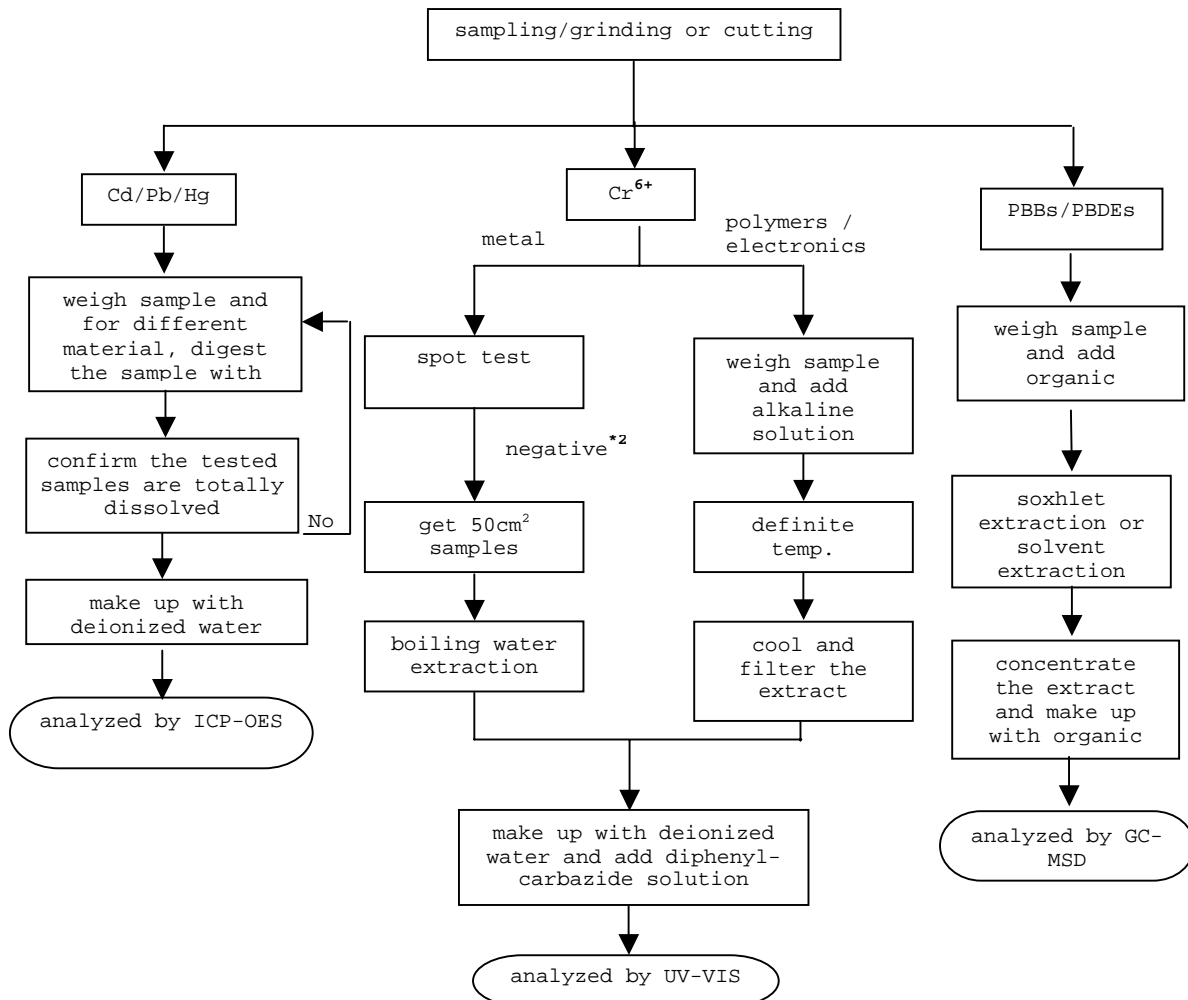 sampling/grinding or cutting
Cd/Pb/Hg
weigh sample and
for different
material, digest
the sample with
confirm the tested
samples are totally
dissolved
No
make up with
deionized water
analyzed by ICP-OES
Cr6+
metal
polymers /
electronics
spot test
negative*2
get 50cm2
samples
boiling water
extraction
weigh sample
and add
alkaline
solution
definite
temp.
cool and
filter the
extract
make up with deionized
water and add diphenyl-
carbazide solution
analyzed by UV-VIS
PBBs/PBDEs
weigh sample
and add
organic
soxhlet
extraction or
solvent
extraction
concentrate
the extract
and make up
with organic
analyzed by GC-
MSD